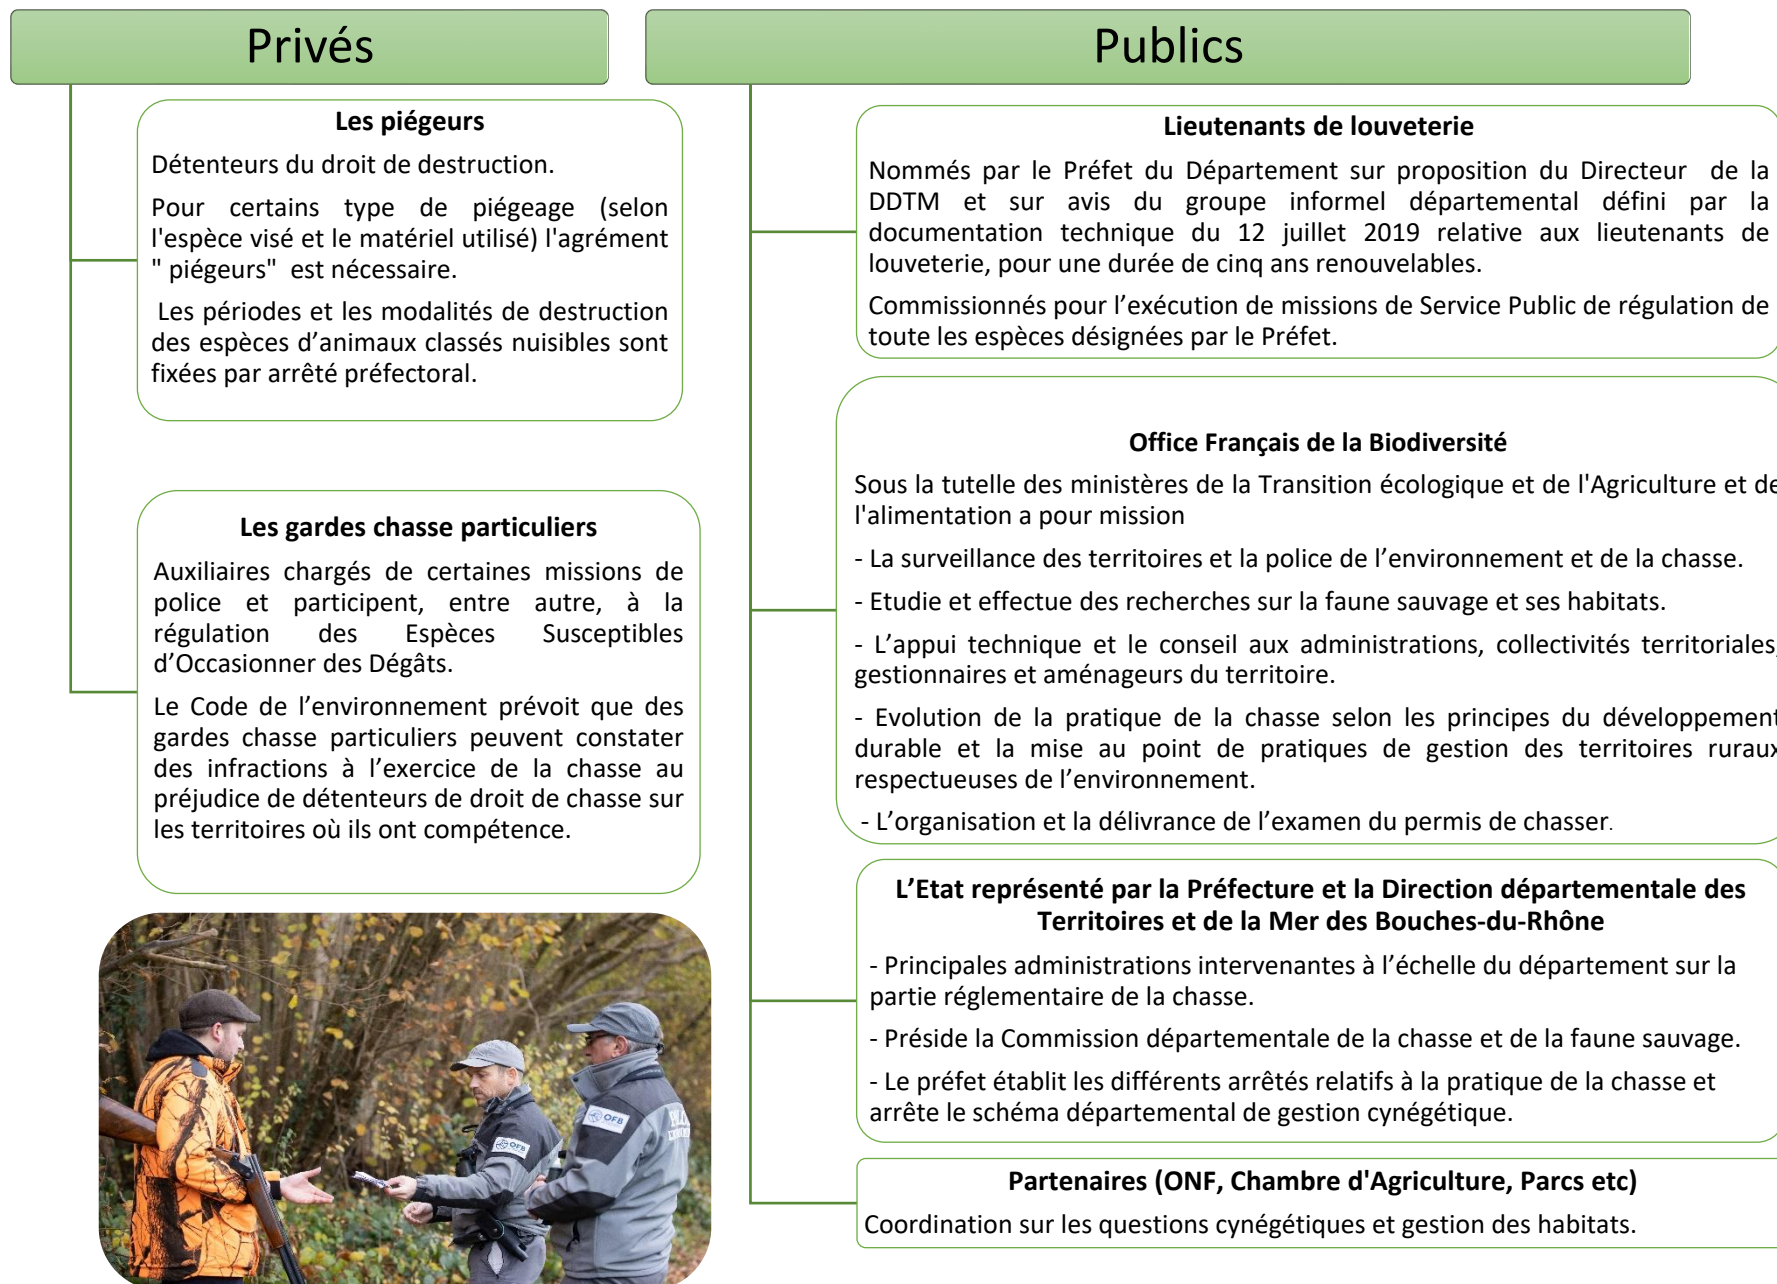 Privés
Les piégeurs
Détenteurs du droit de destruction.
Pour certains type de piégeage (selon
l'espèce visé et le matériel utilisé) l'agrément
" piégeurs" est nécessaire.
Les périodes et les modalités de destruction
des espèces d’animaux classés nuisibles sont
fixées par arrêté préfectoral.
Les gardes chasse particuliers
Auxiliaires chargés de certaines missions de
police et participent, entre autre, à la
régulation des Espèces Susceptibles
d’Occasionner des Dégâts.
Le Code de l’environnement prévoit que des
gardes chasse particuliers peuvent constater
des infractions à l’exercice de la chasse au
préjudice de détenteurs de droit de chasse sur
les territoires où ils ont compétence.
OFB
OFB
Publics
Lieutenants de louveterie
Nommés par le Préfet du Département sur proposition du Directeur de la
DDTM et sur avis du groupe informel départemental défini par la
documentation technique du 12 juillet 2019 relative aux lieutenants de
louveterie, pour une durée de cinq ans renouvelables.
Commissionnés pour l’exécution de missions de Service Public de régulation de
toute les espèces désignées par le Préfet.
Office Français de la Biodiversité
Sous la tutelle des ministères de la Transition écologique et de l'Agriculture et de
l'alimentation a pour mission
- La surveillance des territoires et la police de l’environnement et de la chasse.
- Etudie et effectue des recherches sur la faune sauvage et ses habitats.
- L’appui technique et le conseil aux administrations, collectivités territoriales,
gestionnaires et aménageurs du territoire.
- Evolution de la pratique de la chasse selon les principes du développement
durable et la mise au point de pratiques de gestion des territoires ruraux
respectueuses de l’environnement.
- L’organisation et la délivrance de l’examen du permis de chasser.
L’Etat représenté par la Préfecture et la Direction départementale des
Territoires et de la Mer des Bouches-du-Rhône
- Principales administrations intervenantes à l’échelle du département sur la
partie réglementaire de la chasse.
- Préside la Commission départementale de la chasse et de la faune sauvage.
- Le préfet établit les différents arrêtés relatifs à la pratique de la chasse et
arrête le schéma départemental de gestion cynégétique.
Partenaires (ONF, Chambre d'Agriculture, Parcs etc)
Coordination sur les questions cynégétiques et gestion des habitats.